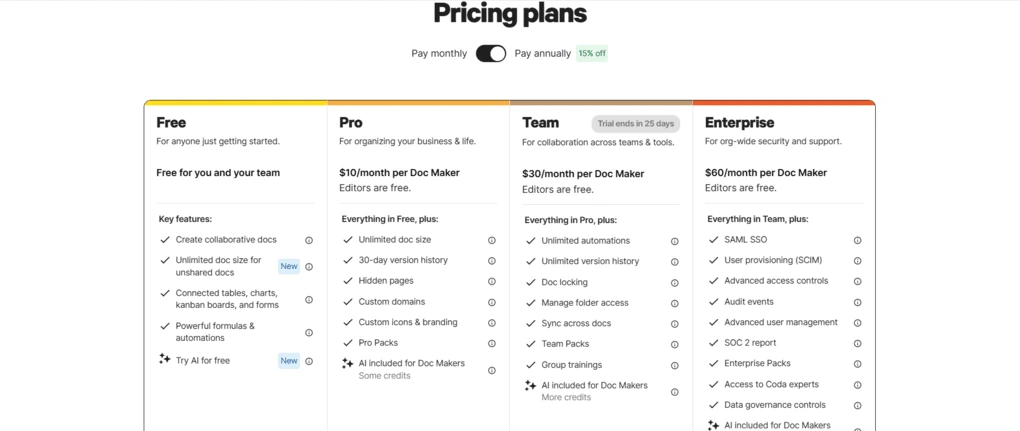 Pricing plans
Pay monthly Pay annually 15% off
Free
For anyone just getting started.
Free for you and your team
Key features:
Create collaborative docs
Unlimited doc size for
unshared docs
New
Connected tables, charts,
kanban boards, and forms
Powerful formulas &
automations
Try AI for free New
Pro
For organizing your business & life.
$10/month per Doc Maker
Editors are free.
Everything in Free, plus:
Unlimited doc size
30-day version history
Hidden pages
Custom domains
Custom icons & branding
Pro Packs
AI included for Doc Makers
Some credits
Team Trial ends in 25 days
For collaboration across teams & tools.
$30/month per Doc Maker
Editors are free.
Everything in Pro, plus:
Unlimited automations
Unlimited version history
Doc locking
Manage folder access
Sync across docs
Team Packs
Group trainings
AI included for Doc Makers
More credits
Enterprise
For org-wide security and support.
$60/month per Doc Maker
Editors are free.
Everything in Team, plus:
SAML SSO
User provisioning (SCIM)
Advanced access controls
Audit events
Advanced user management
SOC 2 report
Enterprise Packs
Access to Coda experts
Data governance controls
AI included for Doc Makers